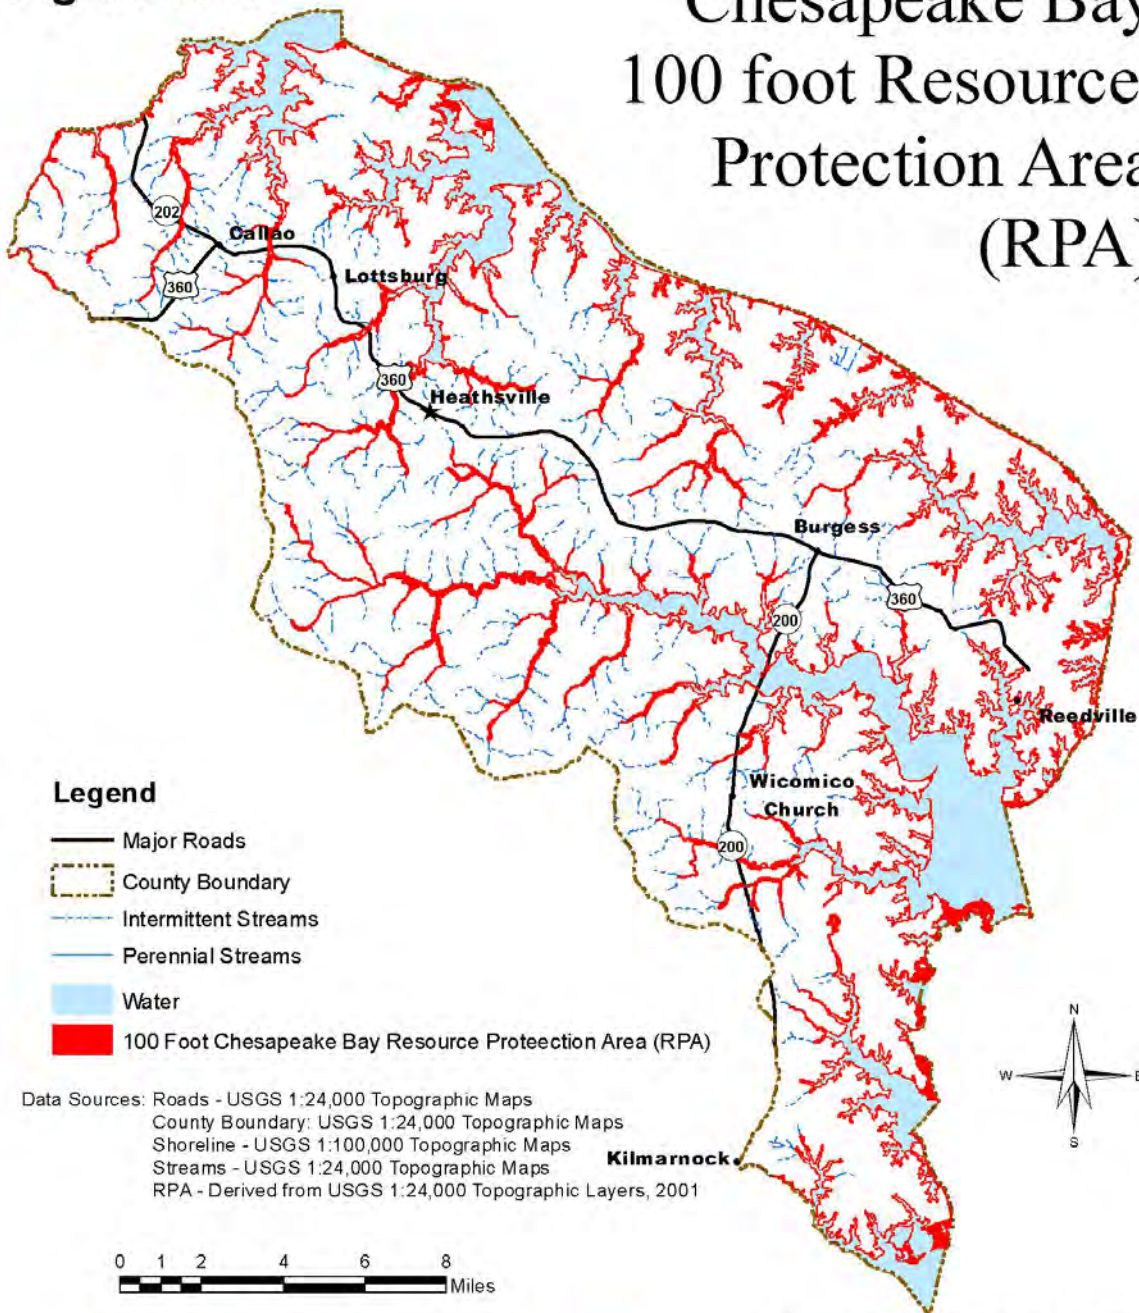 Chesapeake Bay
100 foot Resource
Protection Area
(RPA)
202
Callao
360
Lottsburg
360
Heathsville
Burgess
360
200
Reedville
Wicomico
Church
200
Kilmarnock
Legend
Major Roads
County Boundary
Intermittent Streams
Perennial Streams
Water
100 Foot Chesapeake Bay Resource Proteection Area (RPA)
Data Sources: Roads - USGS 1:24,000 Topographic Maps
County Boundary: USGS 1:24,000 Topographic Maps
Shoreline - USGS 1:100,000 Topographic Maps
Streams - USGS 1:24,000 Topographic Maps
RPA - Derived from USGS 1:24,000 Topographic Layers, 2001
0 1 2 4 6 8
Miles
N
W E
S